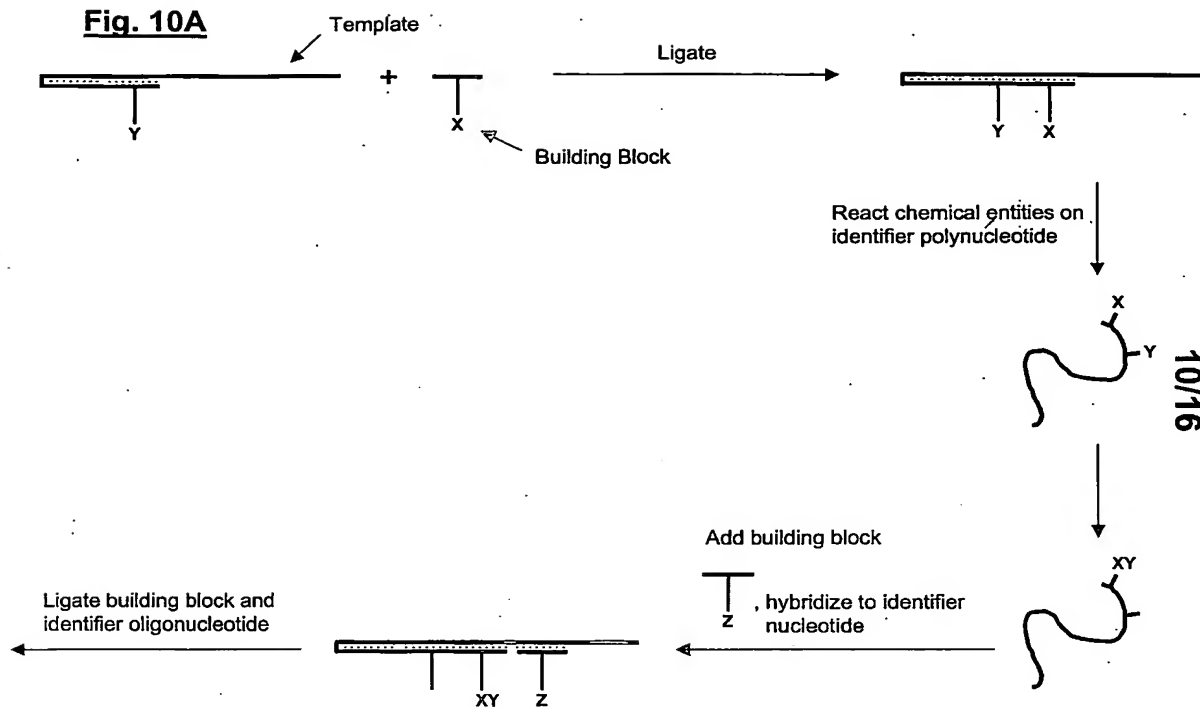 Fig. 10A
Template
+
Ligate
Y
X
Building Block
Y X
React chemical entities on
identifier polynucleotide
X
Y
10/16
XY
Add building block
Z , hybridize to identifier
nucleotide
Ligate building block and
identifier oligonucleotide
XY Z